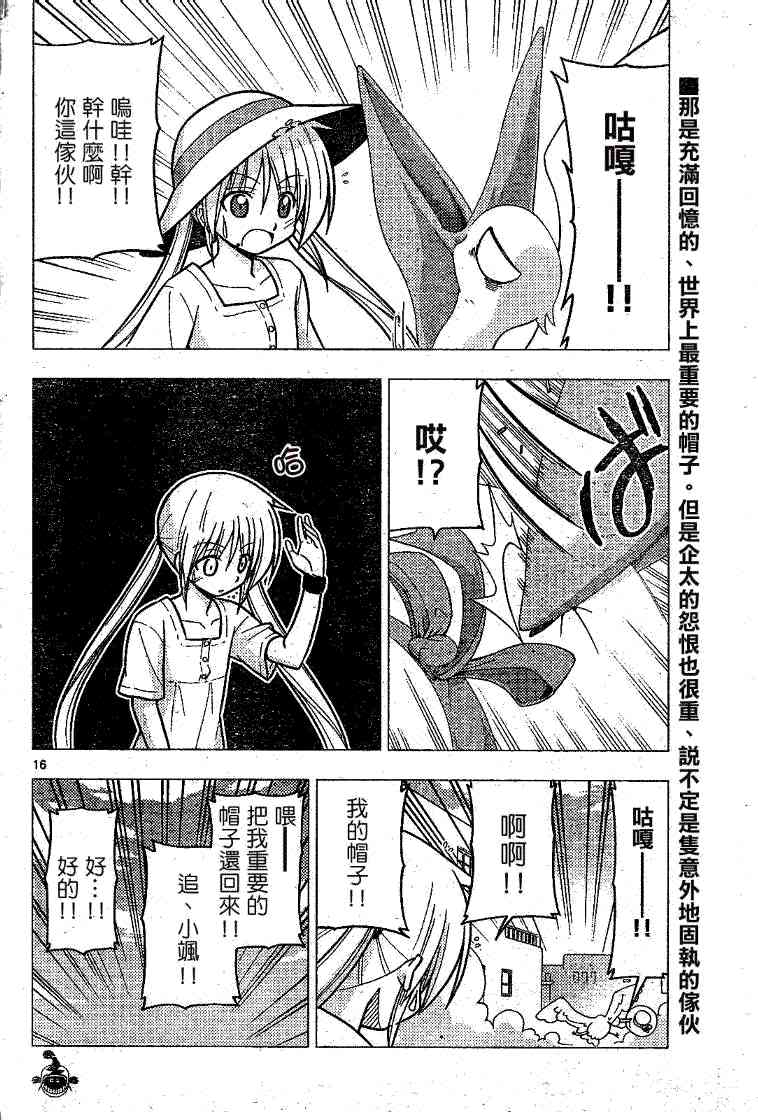 ■那是充滿回憶的、世界上最重要的帽子。但是企太的怨恨也很重、説不定是隻意外地固執的傢伙
咕嘎——!!
嗚哇!!幹!!
幹什麼啊
你這傢伙!!
哎!?
哈
16
咕嘎——!!
啊啊!!
我的帽子!!
喂——
把我重要的
帽子還回來!!
追、小颯!!
好…!!
好的!!